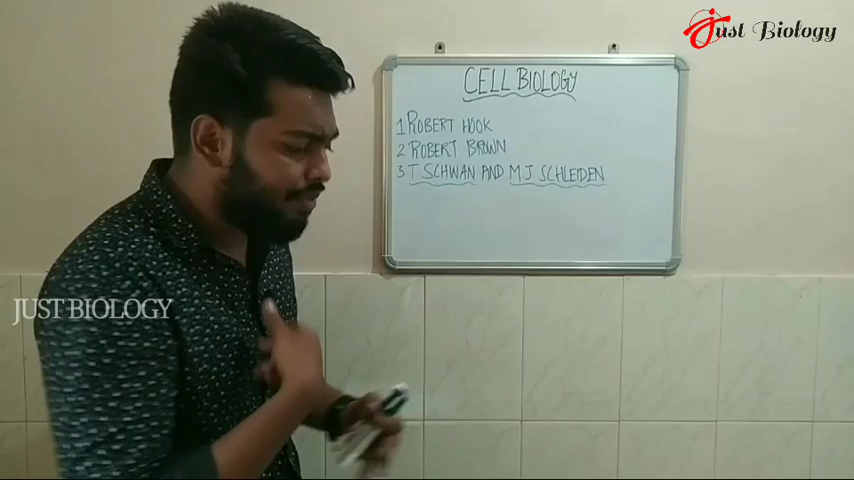 Just Biology
CELL BIOLOGY
1 ROBERT HOOK
2 ROBERT BROWN
3 T SCHWAN AND M.J SCHLEIDEN
JUST BIOLOGY